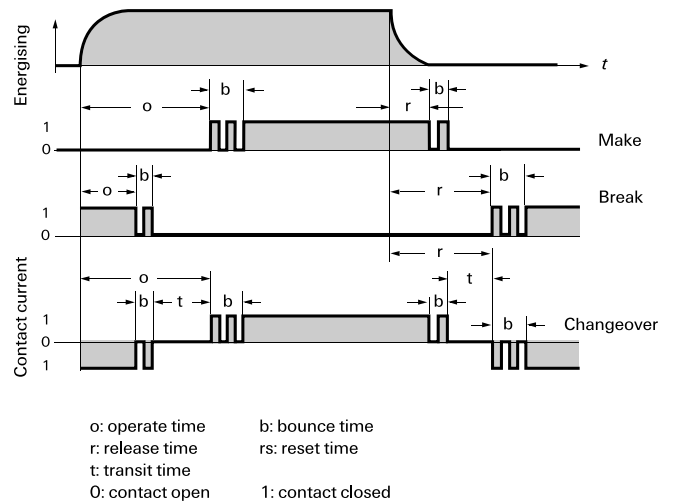 Energising
t
b
b
o
r
1
0
Make
b
b
o
r
1
0
Break
r
o
t
b
t
b
b
b
1
0
1
Changeover
Contact current
o: operate time b: bounce time
r: release time rs: reset time
t: transit time
0: contact open 1: contact closed